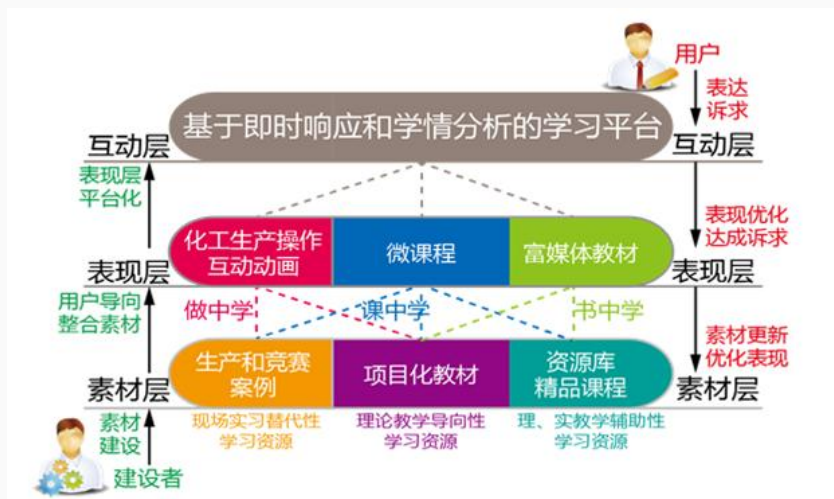 用户
表达
诉求
基于即时响应和学情分析的学习平台
互动层
互动层
表现层
平台化
表现优化
达成诉求
化工生产操作
互动动画
微课程
富媒体教材
表现层
表现层
用户导向
整合素材
做中学
课中学
书中学
素材更新
优化表现
生产和竞赛
案例
项目化教材
资源库
精品课程
素材层
素材层
素材
建设
现场实习替代性
学习资源
理论教学导向性
学习资源
理、实教学辅助性
学习资源
建设者